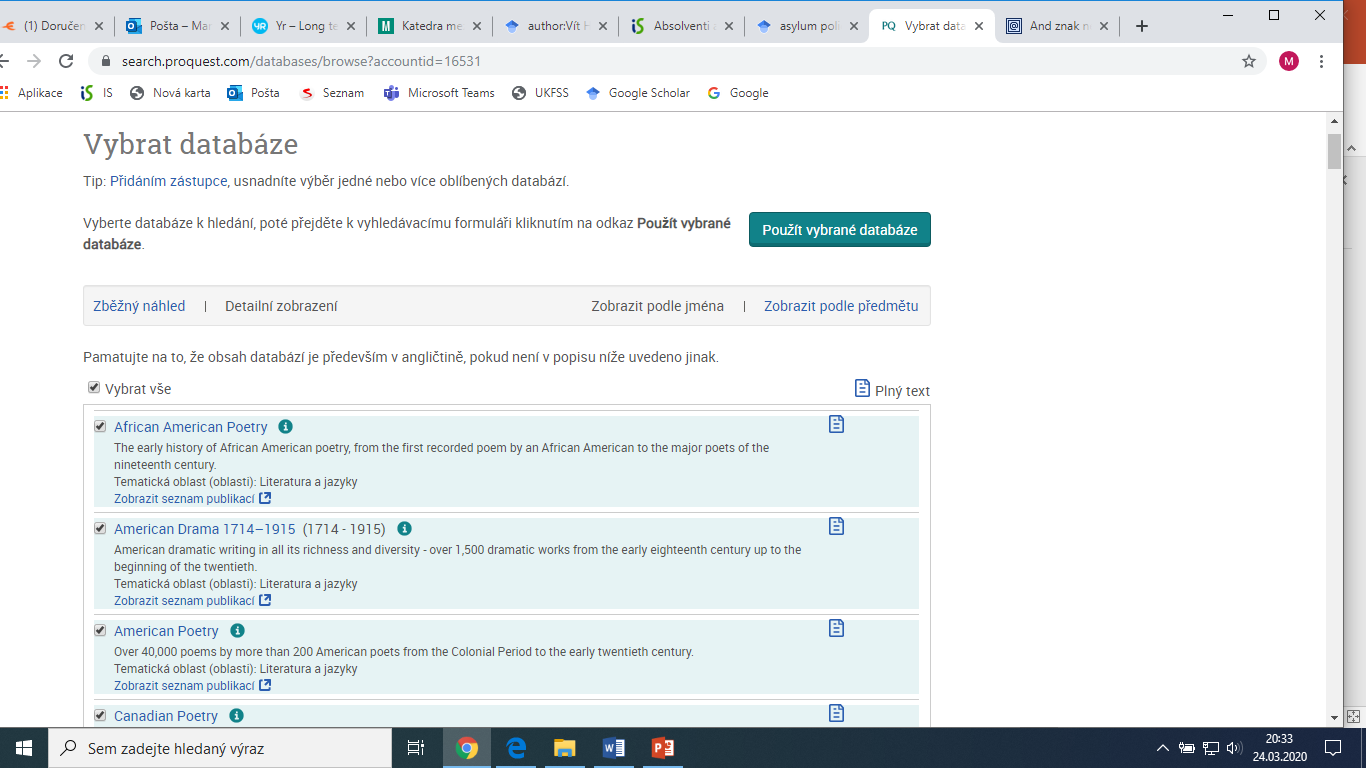 (1) Doručen
Pošta – Mar
Yr – Long te
Katedra me
author:Vít H
Absolventi a
asylum poli
PQ Vybrat data
And znak n
search.proquest.com/databases/browse?accountid=16531
M
Aplikace
IS
Nová karta
Pošta
Seznam
Microsoft Teams
UKFSS
Google Scholar
Google
Vybrat databáze
Tip: Přidáním zástupce, usnadníte výběr jedné nebo více oblíbených databází.
Vyberte databáze k hledání, poté přejděte k vyhledávacímu formuláři kliknutím na odkaz Použít vybrané
databáze.
Použít vybrané databáze
Zběžný náhled | Detailní zobrazení
Zobrazit podle jména | Zobrazit podle předmětu
Pamatujte na to, že obsah databází je především v angličtině, pokud není v popisu níže uvedeno jinak.
Vybrat vše
Plný text
African American Poetry
The early history of African American poetry, from the first recorded poem by an African American to the major poets of the
nineteenth century.
Tematická oblast (oblasti): Literatura a jazyky
Zobrazit seznam publikací
American Drama 1714–1915 (1714 - 1915)
American dramatic writing in all its richness and diversity - over 1,500 dramatic works from the early eighteenth century up to the
beginning of the twentieth.
Tematická oblast (oblasti): Literatura a jazyky
Zobrazit seznam publikací
American Poetry
Over 40,000 poems by more than 200 American poets from the Colonial Period to the early twentieth century.
Tematická oblast (oblasti): Literatura a jazyky
Zobrazit seznam publikací
Canadian Poetry
Sem zadejte hledaný výraz
20:33
24.03.2020